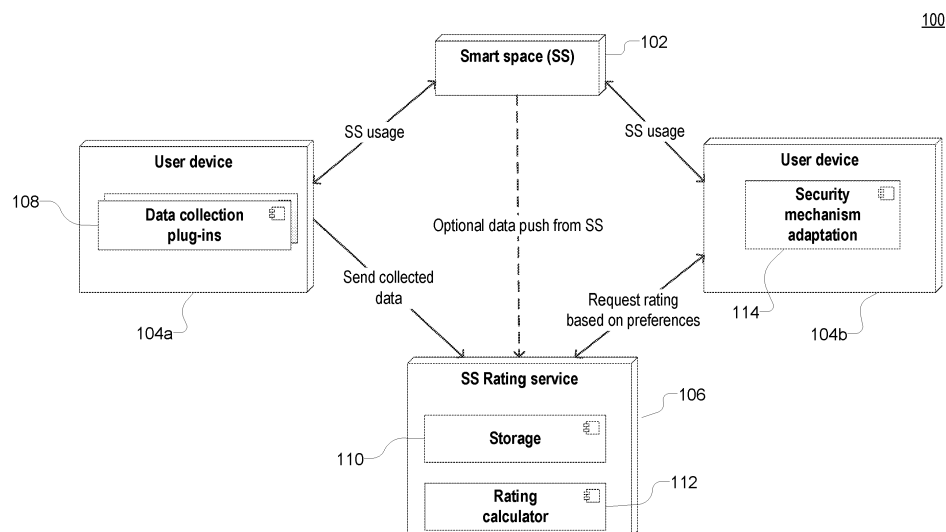 100
Smart space (SS)
102
SS usage
SS usage
User device
User device
108
Data collection
plug-ins
Security
mechanism
adaptation
Optional data push from SS
Send collected
data
Request rating
based on preferences
114
104a
104b
SS Rating service
106
Storage
110
112
Rating
calculator